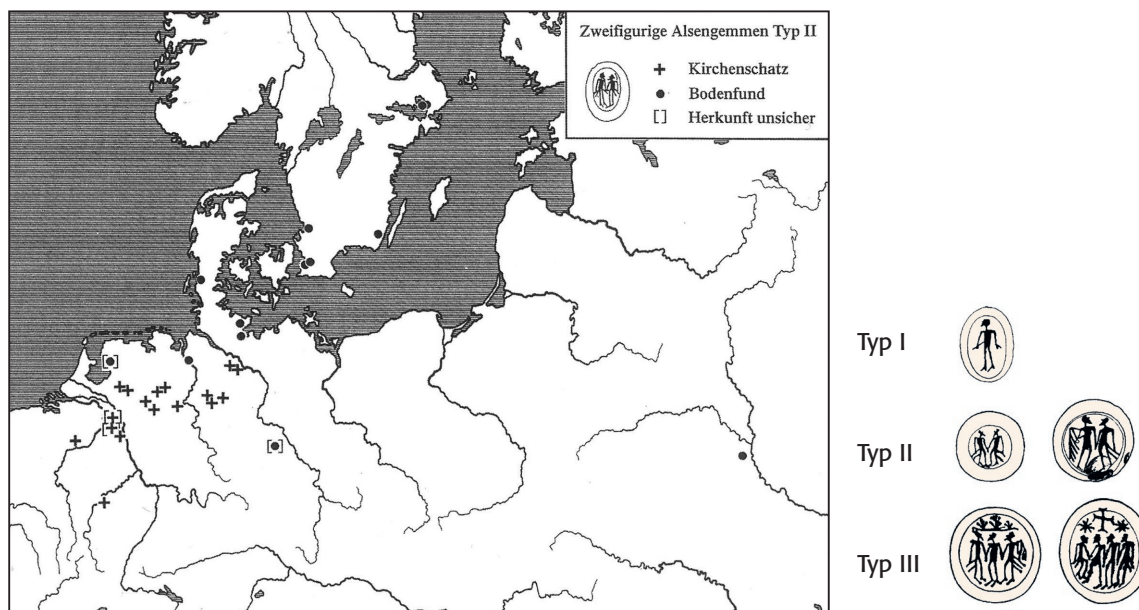 Zweifigurige Alsengemmen Typ II
Kirchenschatz
Bodenfund
[ ] Herkunft unsicher
Typ I
Typ II
Typ III